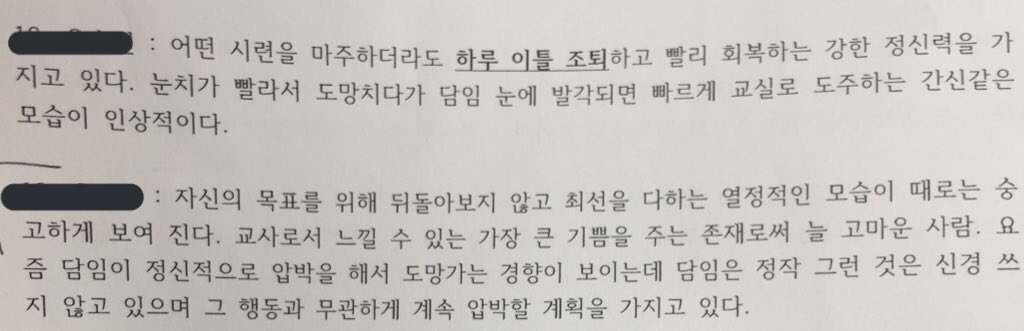 : 어떤 시련을 마주하더라도 하루 이틀 조퇴하고 빨리 회복하는 강한 정신력을 가
지고 있다. 눈치가 빨라서 도망치다가 담임 눈에 발각되면 빠르게 교실로 도주하는 간신같은
모습이 인상적이다.
: 자신의 목표를 위해 뒤돌아보지 않고 최선을 다하는 열정적인 모습이 때로는 숭
고하게 보여 진다. 교사로서 느낄 수 있는 가장 큰 기쁨을 주는 존재로써 늘 고마운 사람. 요
즘 담임이 정신적으로 압박을 해서 도망가는 경향이 보이는데 담임은 정작 그런 것은 신경 쓰
지 않고 있으며 그 행동과 무관하게 계속 압박할 계획을 가지고 있다.